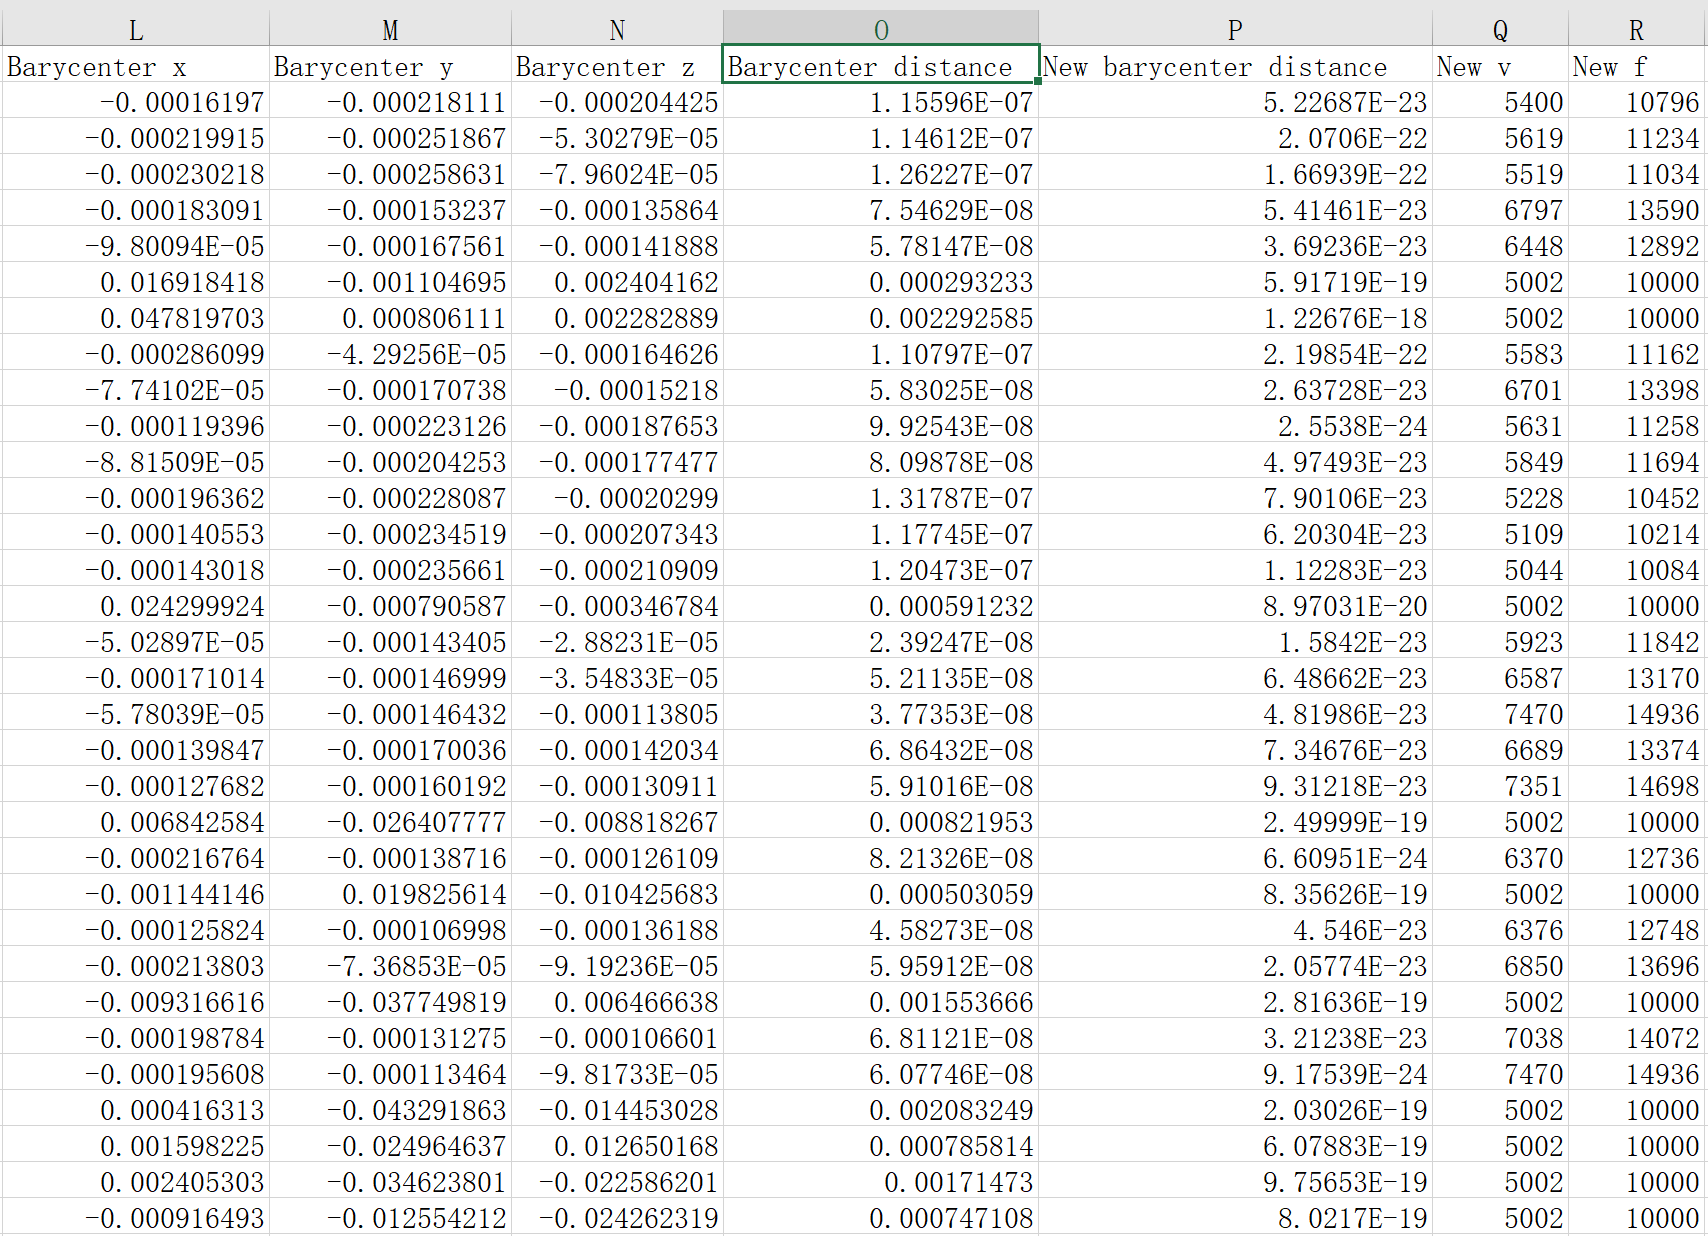 L M N O P Q R
Barycenter x Barycenter y Barycenter z Barycenter distance New barycenter distance New v New f
-0.00016197 -0.000218111 -0.000204425 1.15596E-07 5.22687E-23 5400 10796
-0.000219915 -0.000251867 -5.30279E-05 1.14612E-07 2.0706E-22 5619 11234
-0.000230218 -0.000258631 -7.96024E-05 1.26227E-07 1.66939E-22 5519 11034
-0.000183091 -0.000153237 -0.000135864 7.54629E-08 5.41461E-23 6797 13590
-9.80094E-05 -0.000167561 -0.000141888 5.78147E-08 3.69236E-23 6448 12892
0.016918418 -0.001104695 0.002404162 0.000293233 5.91719E-19 5002 10000
0.047819703 0.000806111 0.002282889 0.002292585 1.22676E-18 5002 10000
-0.000286099 -4.29256E-05 -0.000164626 1.10797E-07 2.19854E-22 5583 11162
-7.74102E-05 -0.000170738 -0.00015218 5.83025E-08 2.63728E-23 6701 13398
-0.000119396 -0.000223126 -0.000187653 9.92543E-08 2.5538E-24 5631 11258
-8.81509E-05 -0.000204253 -0.000177477 8.09878E-08 4.97493E-23 5849 11694
-0.000196362 -0.000228087 -0.00020299 1.31787E-07 7.90106E-23 5228 10452
-0.000140553 -0.000234519 -0.000207343 1.17745E-07 6.20304E-23 5109 10214
-0.000143018 -0.000235661 -0.000210909 1.20473E-07 1.12283E-23 5044 10084
0.024299924 -0.000790587 -0.000346784 0.000591232 8.97031E-20 5002 10000
-5.02897E-05 -0.000143405 -2.88231E-05 2.39247E-08 1.5842E-23 5923 11842
-0.000171014 -0.000146999 -3.54833E-05 5.21135E-08 6.48662E-23 6587 13170
-5.78039E-05 -0.000146432 -0.000113805 3.77353E-08 4.81986E-23 7470 14936
-0.000139847 -0.000170036 -0.000142034 6.86432E-08 7.34676E-23 6689 13374
-0.000127682 -0.000160192 -0.000130911 5.91016E-08 9.31218E-23 7351 14698
0.006842584 -0.026407777 -0.008818267 0.000821953 2.49999E-19 5002 10000
-0.000216764 -0.000138716 -0.000126109 8.21326E-08 6.60951E-24 6370 12736
-0.001144146 0.019825614 -0.010425683 0.000503059 8.35626E-19 5002 10000
-0.000125824 -0.000106998 -0.000136188 4.58273E-08 4.546E-23 6376 12748
-0.000213803 -7.36853E-05 -9.19236E-05 5.95912E-08 2.05774E-23 6850 13696
-0.009316616 -0.037749819 0.006466638 0.001553666 2.81636E-19 5002 10000
-0.000198784 -0.000131275 -0.000106601 6.81121E-08 3.21238E-23 7038 14072
-0.000195608 -0.000113464 -9.81733E-05 6.07746E-08 9.17539E-24 7470 14936
0.000416313 -0.043291863 -0.014453028 0.002083249 2.03026E-19 5002 10000
0.001598225 -0.024964637 0.012650168 0.000785814 6.07883E-19 5002 10000
0.002405303 -0.034623801 -0.022586201 0.00171473 9.75653E-19 5002 10000
-0.000916493 -0.012554212 -0.024262319 0.000747108 8.0217E-19 5002 10000